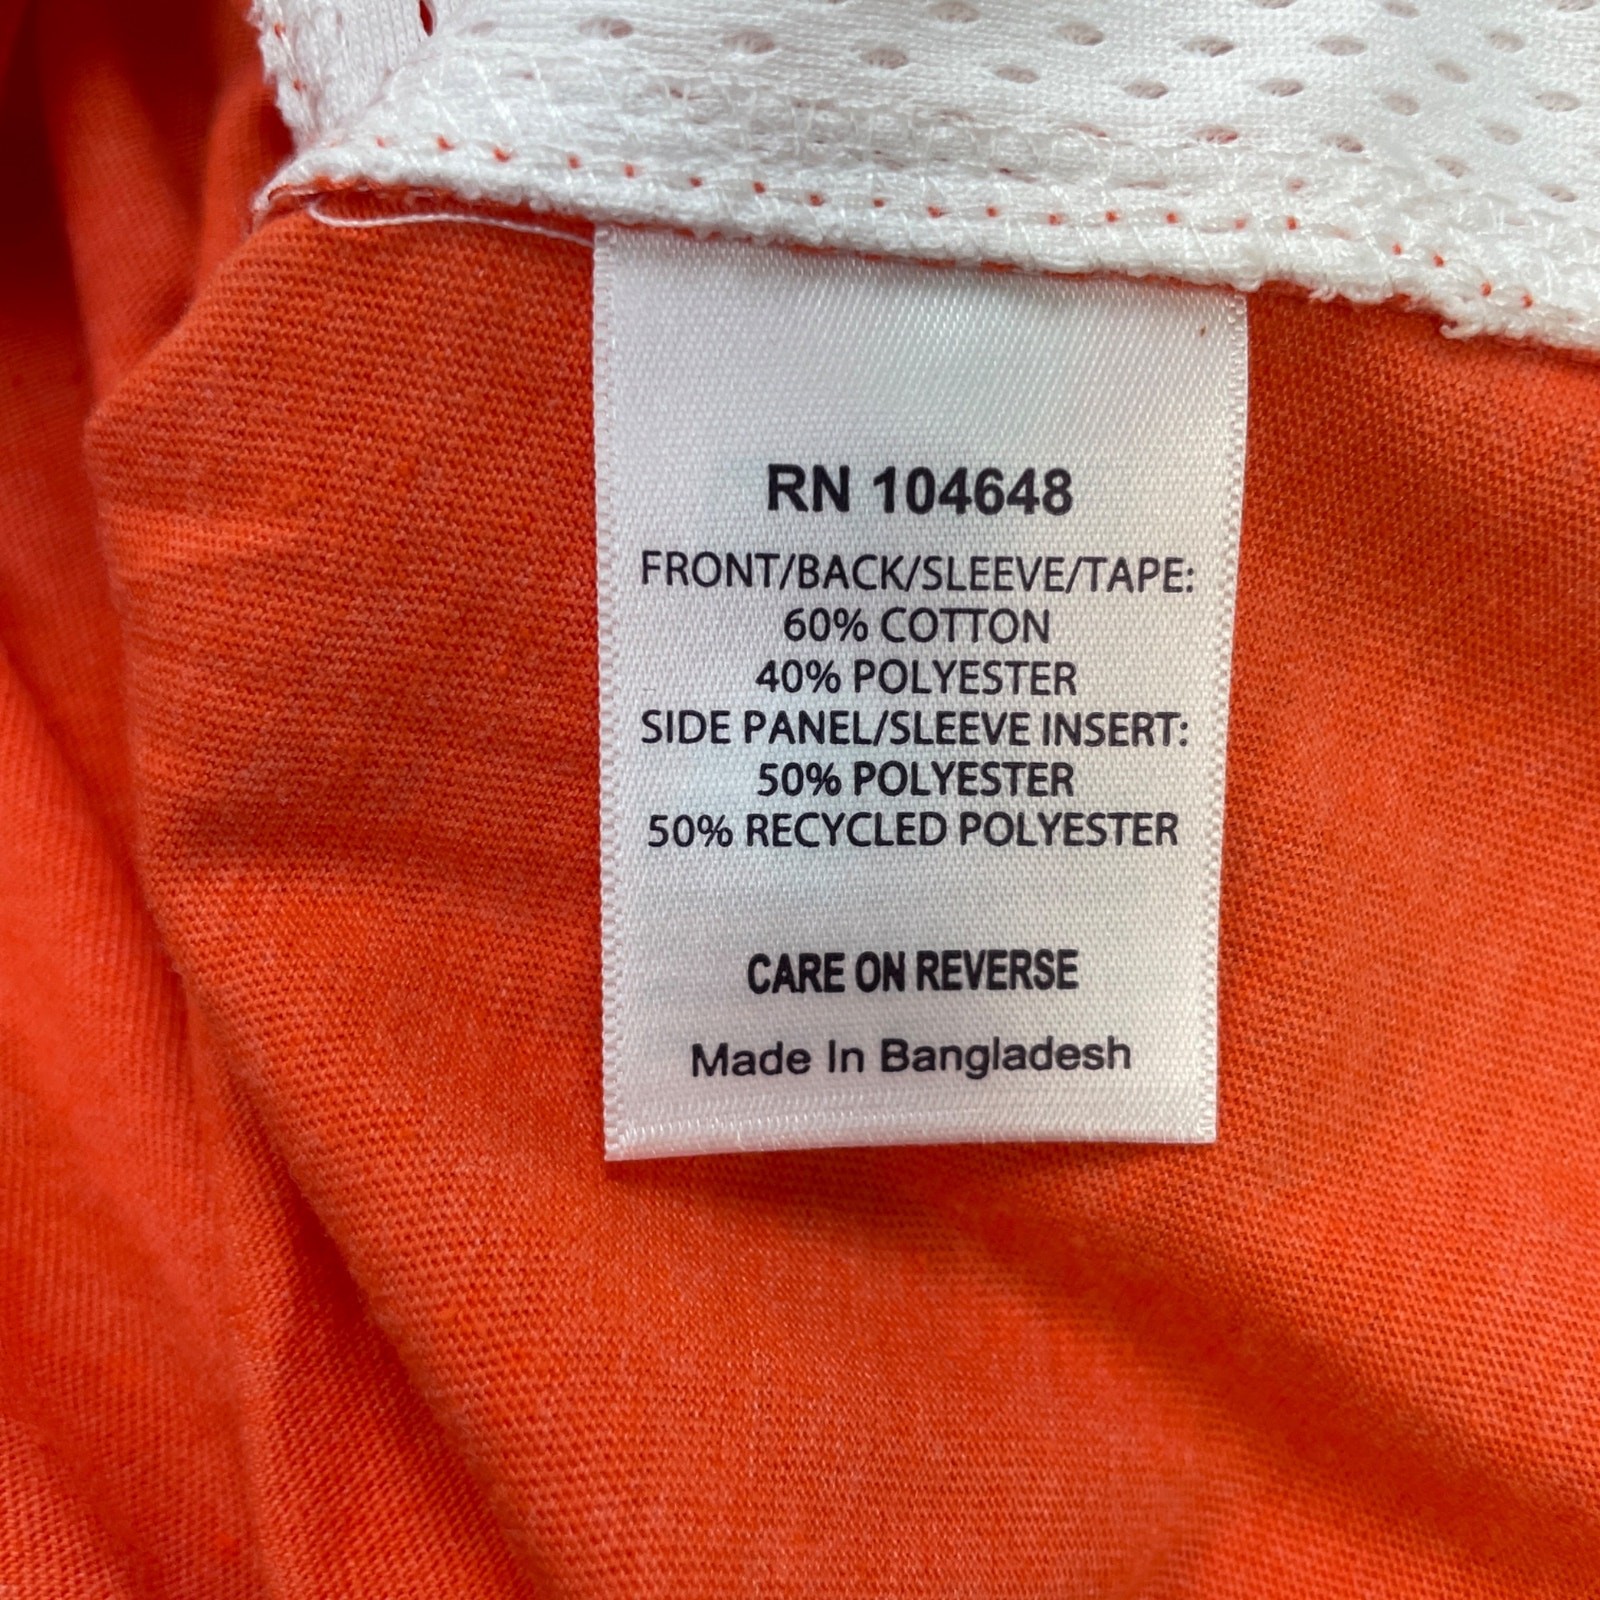 RN 104648
FRONT/BACK/SLEEVE/TAPE:
60% COTTON
40% POLYESTER
SIDE PANEL/SLEEVE INSERT:
50% POLYESTER
50% RECYCLED POLYESTER
CARE ON REVERSE
Made In Bangladesh